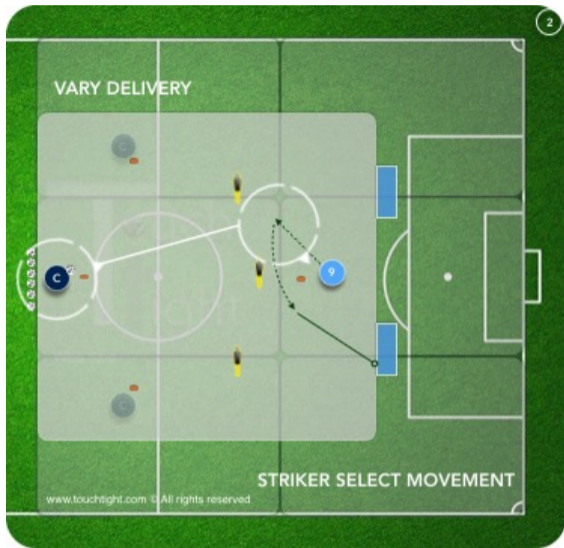 2
VARY DELIVERY
C
C
9
C
STRIKER SELECT MOVEMENT
www.touchtight.com © All rights reserved